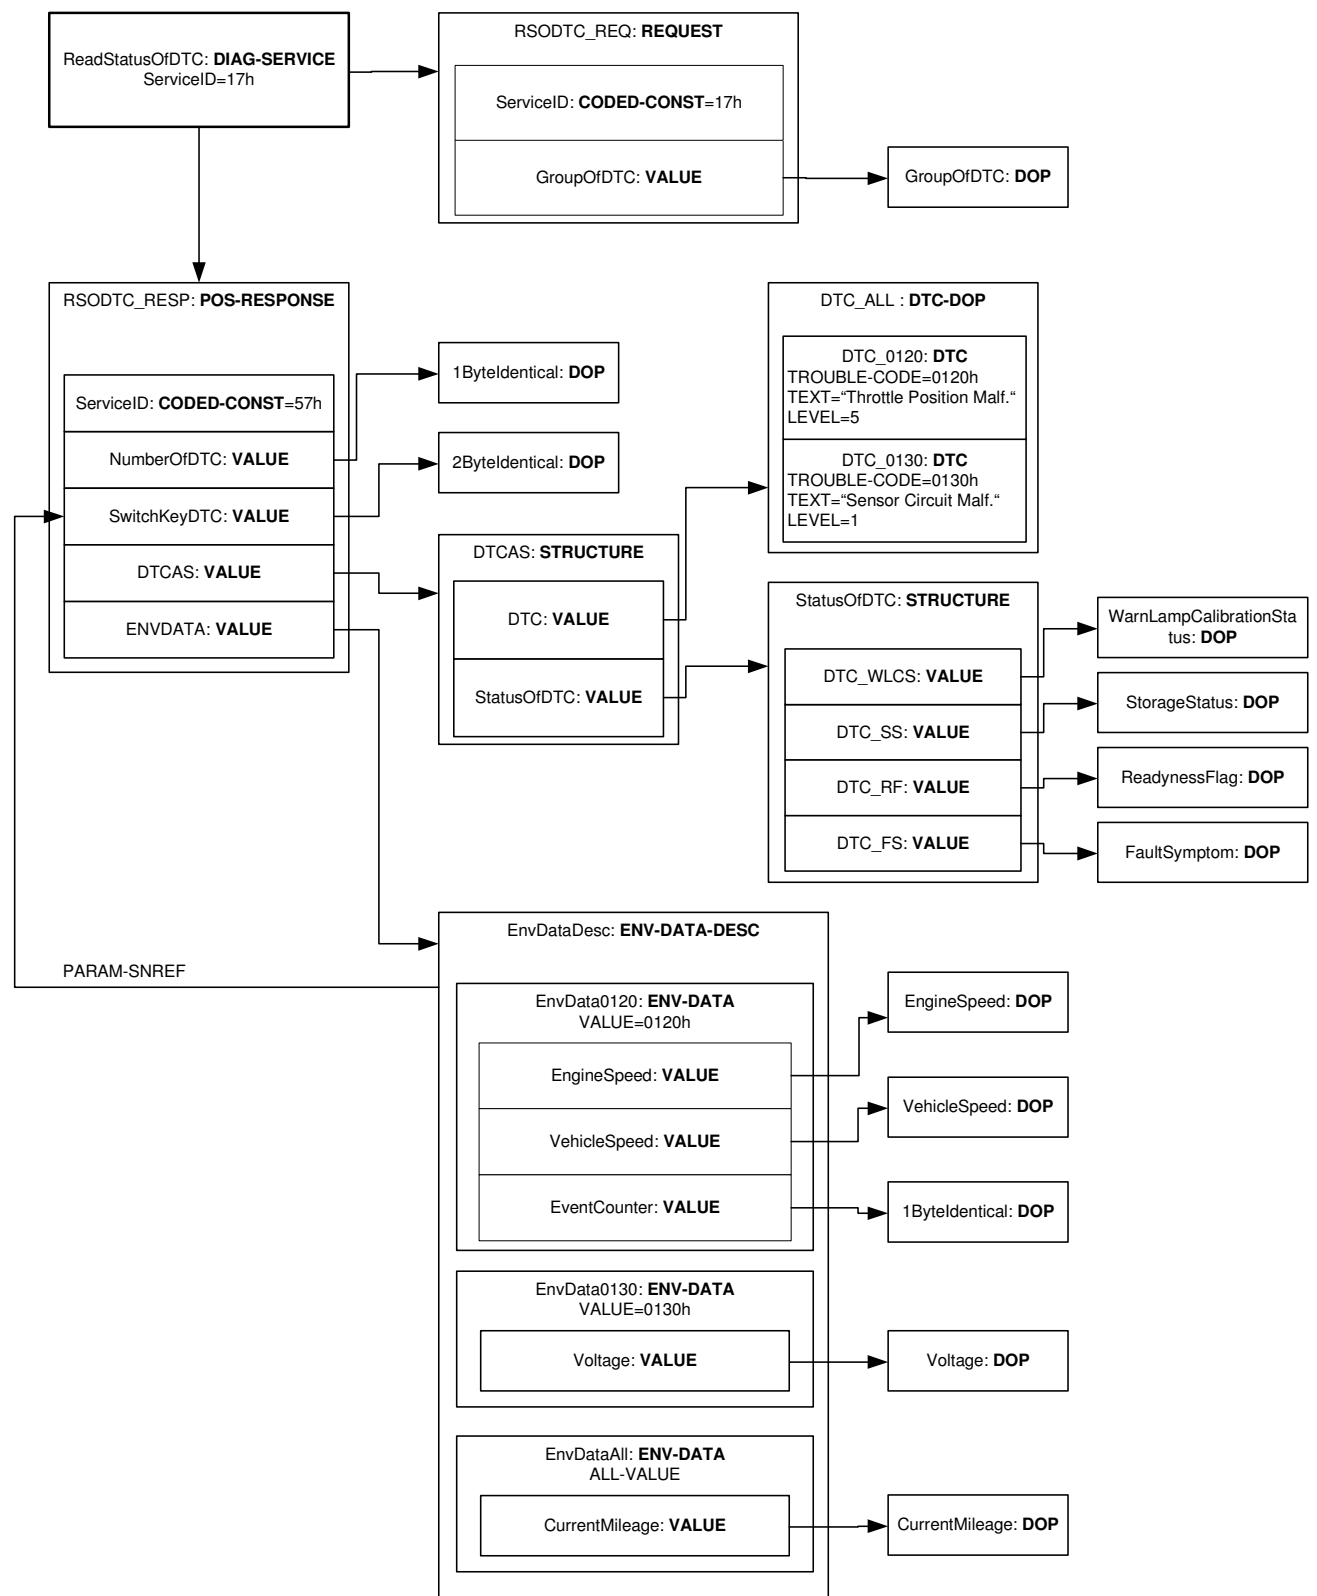 ReadStatusOfDTC: DIAG-SERVICE
ServiceID=17h
RSODTC_REQ: REQUEST
ServiceID: CODED-CONST=17h
GroupOfDTC: VALUE
GroupOfDTC: DOP
RSODTC_RESP: POS-RESPONSE
ServiceID: CODED-CONST=57h
NumberOfDTC: VALUE
SwitchKeyDTC: VALUE
DTCAS: VALUE
ENVDATA: VALUE
1ByteIdentical: DOP
2ByteIdentical: DOP
DTCAS: STRUCTURE
DTC: VALUE
StatusOfDTC: VALUE
DTC_ALL : DTC-DOP
DTC_0120: DTC
TROUBLE-CODE=0120h
TEXT=“Throttle Position Malf.“
LEVEL=5
DTC_0130: DTC
TROUBLE-CODE=0130h
TEXT=“Sensor Circuit Malf.“
LEVEL=1
StatusOfDTC: STRUCTURE
DTC_WLCS: VALUE
DTC_SS: VALUE
DTC_RF: VALUE
DTC_FS: VALUE
WarnLampCalibrationSta
tus: DOP
StorageStatus: DOP
ReadynessFlag: DOP
FaultSymptom: DOP
PARAM-SNREF
EnvDataDesc: ENV-DATA-DESC
EnvData0120: ENV-DATA
VALUE=0120h
EngineSpeed: VALUE
VehicleSpeed: VALUE
EventCounter: VALUE
EngineSpeed: DOP
VehicleSpeed: DOP
1ByteIdentical: DOP
EnvData0130: ENV-DATA
VALUE=0130h
Voltage: VALUE
Voltage: DOP
EnvDataAll: ENV-DATA
ALL-VALUE
CurrentMileage: VALUE
CurrentMileage: DOP